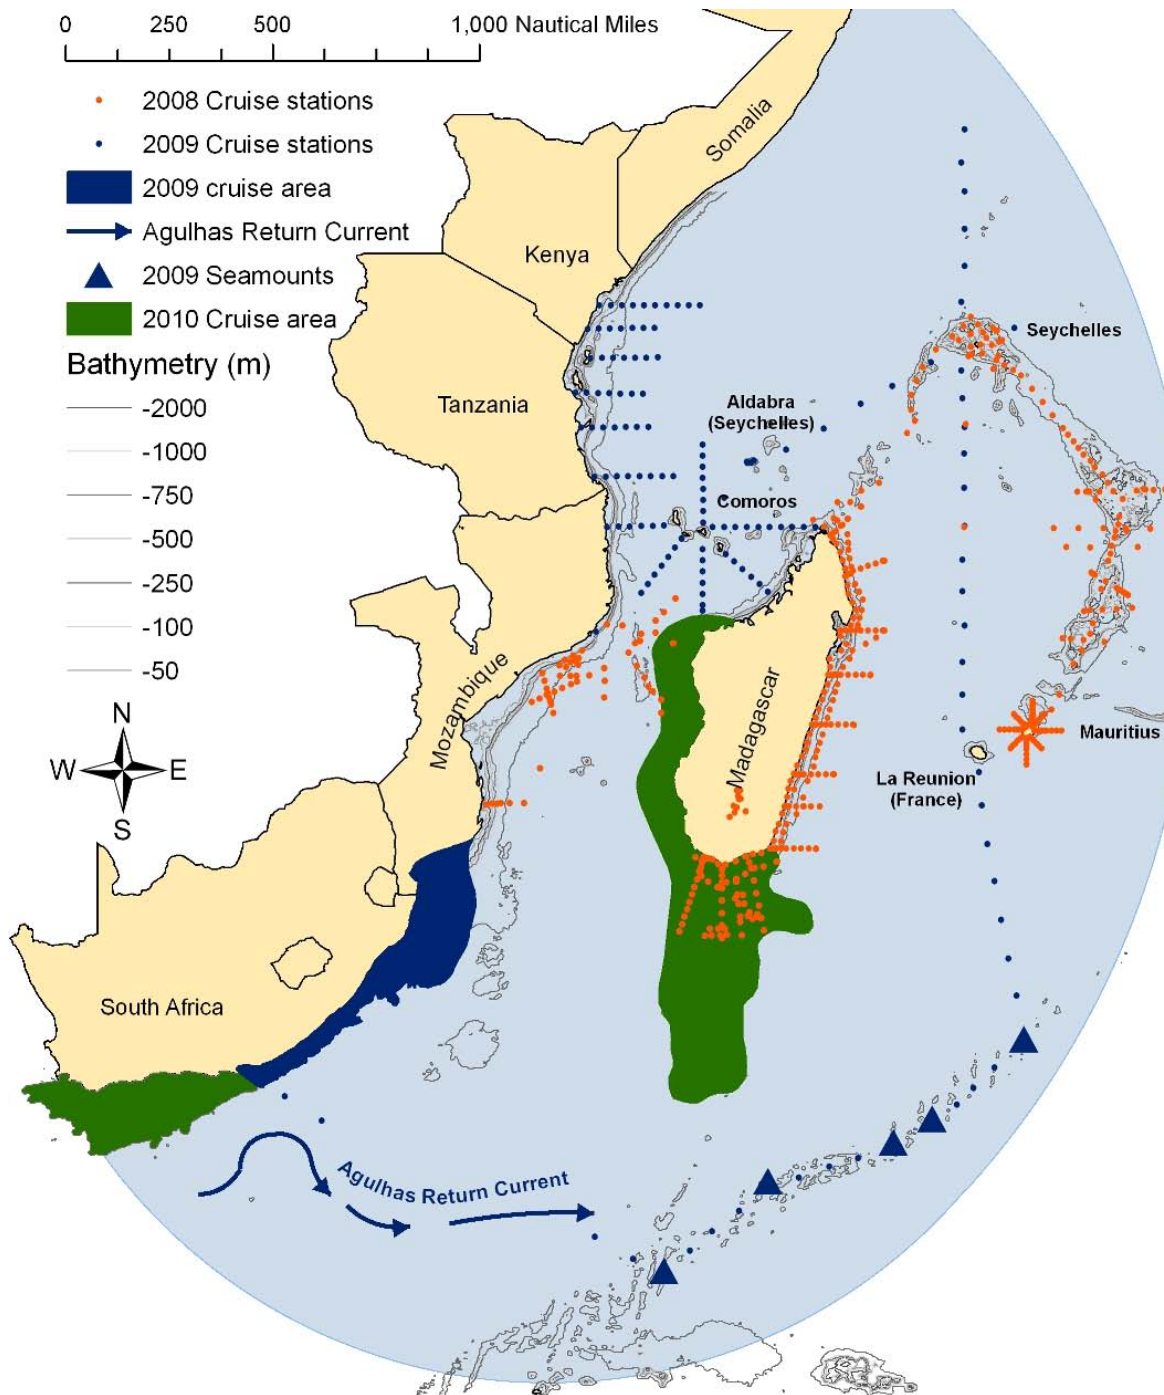 0 250 500 1,000 Nautical Miles
2008 Cruise stations
2009 Cruise stations
2009 cruise area
Agulhas Return Current
2009 Seamounts
2010 Cruise area
Bathymetry (m)
-2000
-1000
-750
-500
-250
-100
-50
N
W E
S
Somalia
Kenya
Tanzania
Seychelles
Aldabra
(Seychelles)
Comoros
Mozambique
Madagascar
Mauritius
La Reunion
(France)
South Africa
Agulhas Return Current